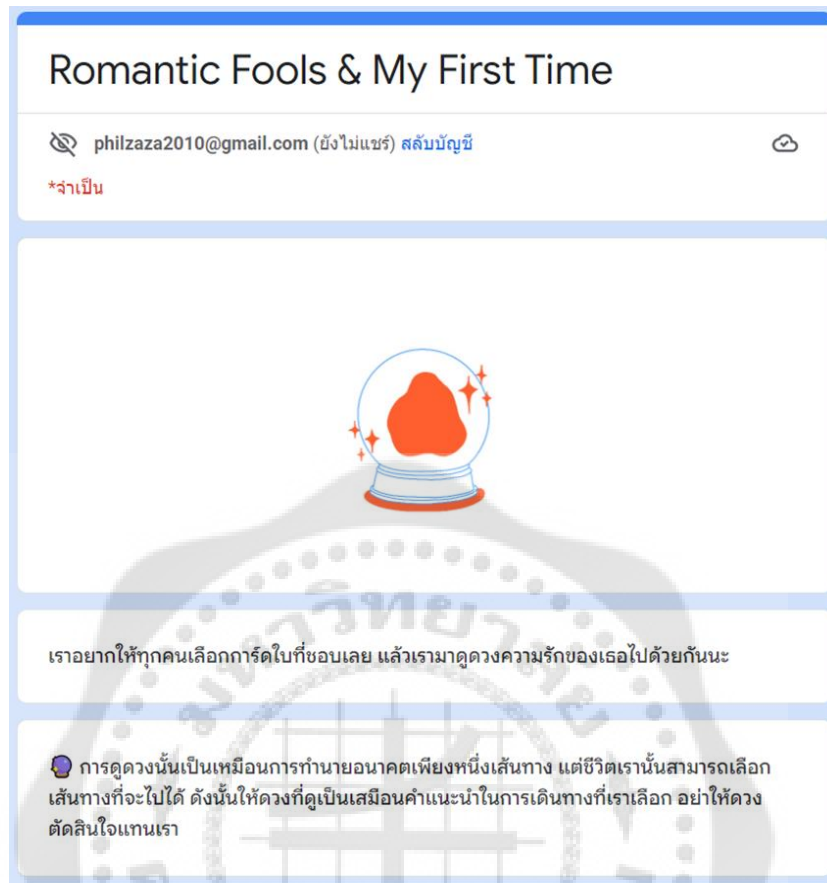 Romantic Fools & My First Time
philzaza2010@gmail.com (ยังไม่แชร์) สลับบัญชี
*จำเป็น
เราอยากให้ทุกคนเลือกการ์ดใบที่ชอบเลย แล้วเรามาดูดวงความรักของเธอไปด้วยกันนะ
🔮 การดูดวงนั้นเป็นเหมือนการทำนายอนาคตเพียงหนึ่งเส้นทาง แต่ชีวิตเรานั้นสามารถเลือก
เส้นทางที่จะไปได้ ดังนั้นให้ดวงที่ดูเป็นเสมือนคำแนะนำในการเดินทางที่เราเลือก อย่าให้ดวง
ตัดสินใจแทนเรา
มหาวิทยาลัย